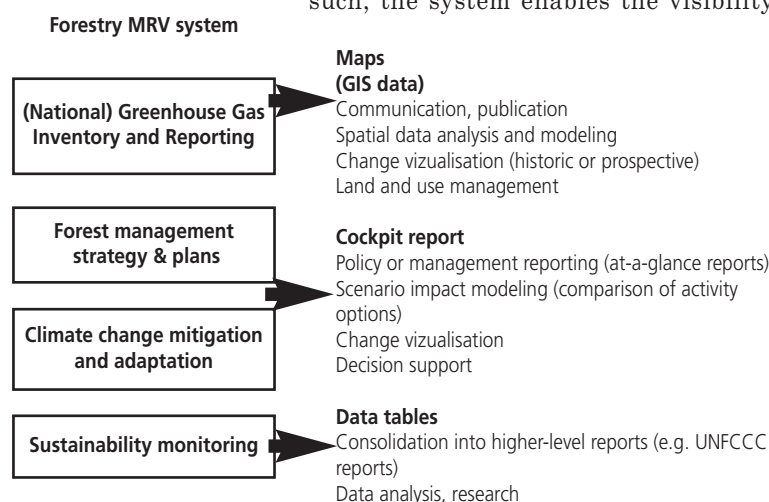 such, the system enables the visibility
Forestry MRV system
(National) Greenhouse Gas
Inventory and Reporting
Maps
(GIS data)
Communication, publication
Spatial data analysis and modeling
Change vizualisation (historic or prospective)
Land and use management
Forest management
strategy & plans
Climate change mitigation
and adaptation
Cockpit report
Policy or management reporting (at-a-glance reports)
Scenario impact modeling (comparison of activity
options)
Change vizualisation
Decision support
Sustainability monitoring
Data tables
Consolidation into higher-level reports (e.g. UNFCCC
reports)
Data analysis, research